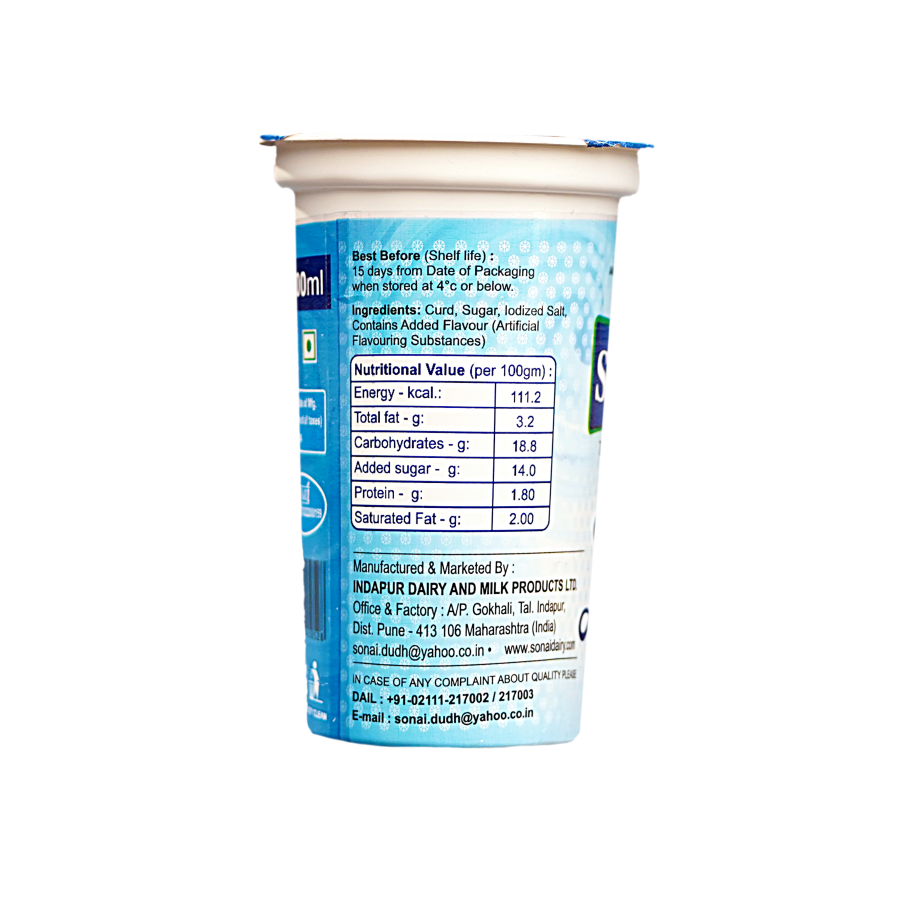 Best Before (Shelf life) :
15 days from Date of Packaging
when stored at 4°c or below.
Ingredients: Curd, Sugar, Iodized Salt,
Contains Added Flavour (Artificial
Flavouring Substances)
Nutritional Value (per 100gm) :
Energy - kcal.: 111.2
Total fat - g: 3.2
Carbohydrates - g: 18.8
Added sugar - g: 14.0
Protein - g: 1.80
Saturated Fat - g: 2.00
Manufactured & Marketed By :
INDAPUR DAIRY AND MILK PRODUCTS LTD.
Office & Factory : A/P. Gokhali, Tal. Indapur,
Dist. Pune - 413 106 Maharashtra (India)
sonai.dudh@yahoo.co.in • www.sonaidairy.com
IN CASE OF ANY COMPLAINT ABOUT QUALITY PLEASE
DAIL : +91-02111-217002 / 217003
E-mail : sonai.dudh@yahoo.co.in
00ml
of Mfg.
CLEAN
S